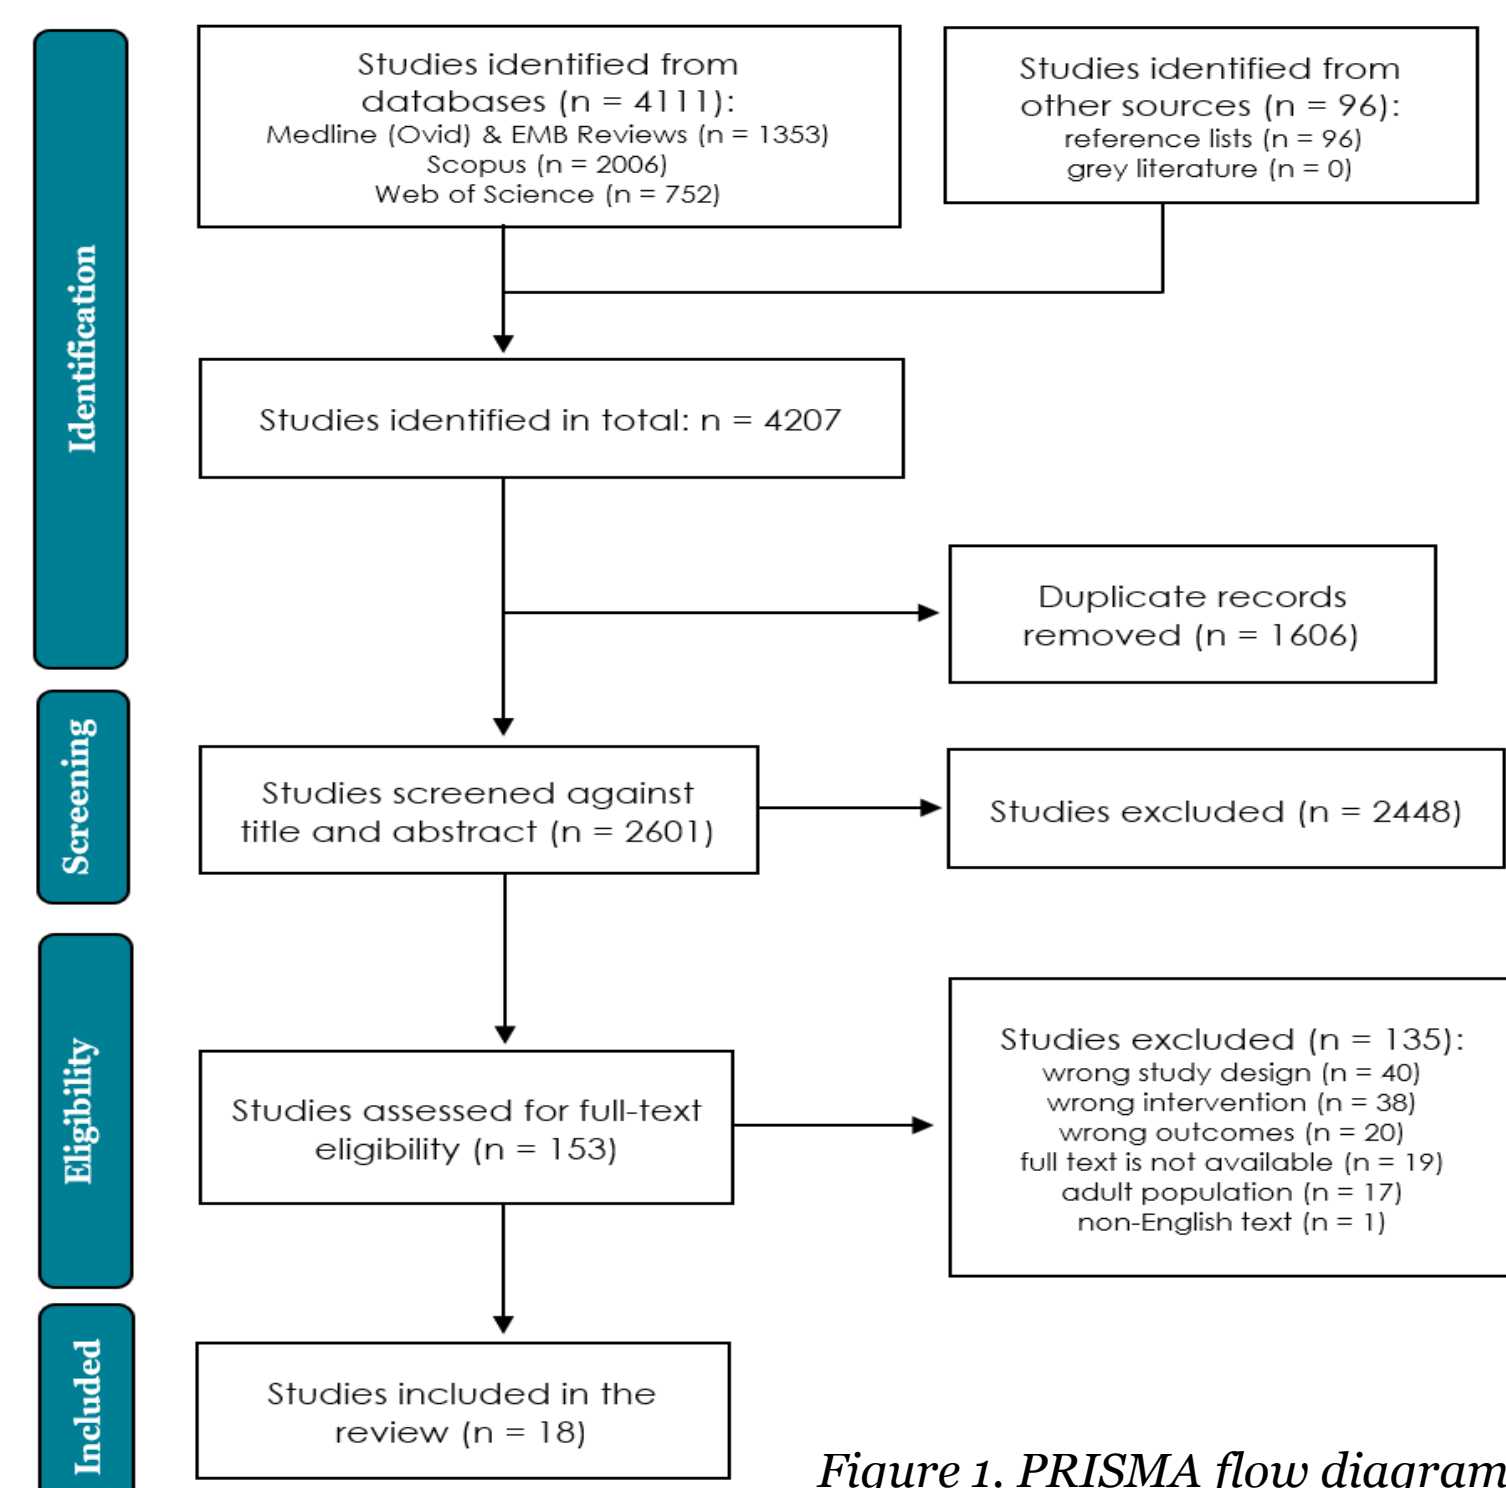 Identification
Studies identified from
databases (n = 4111):
Medline (Ovid) & EMB Reviews (n = 1353)
Scopus (n = 2006)
Web of Science (n = 752)
Studies identified from
other sources (n = 96):
reference lists (n = 96)
grey literature (n = 0)
Studies identified in total: n = 4207
Duplicate records
removed (n = 1606)
Screening
Studies screened against
title and abstract (n = 2601)
Studies excluded (n = 2448)
Eligibility
Studies assessed for full-text
eligibility (n = 153)
Studies excluded (n = 135):
wrong study design (n = 40)
wrong intervention (n = 38)
wrong outcomes (n = 20)
full text is not available (n = 19)
adult population (n = 17)
non-English text (n = 1)
Included
Studies included in the
review (n = 18)
Figure 1. PRISMA flow diagram